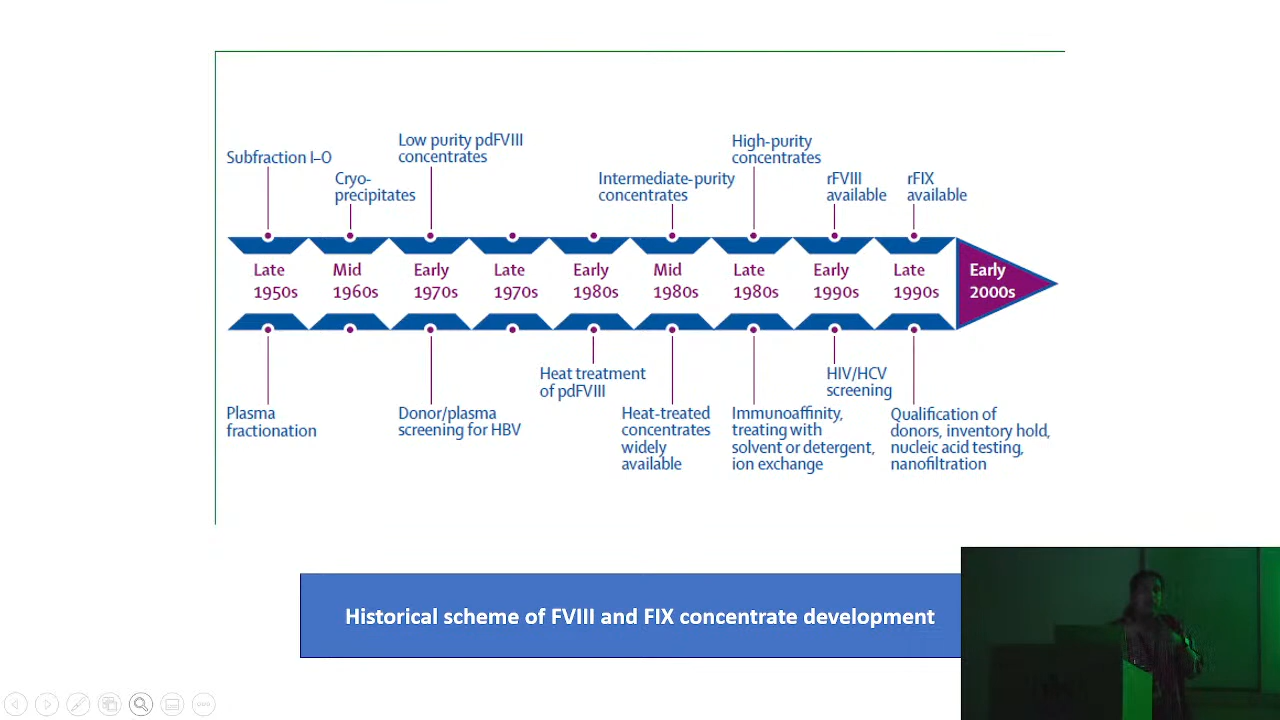 Subfraction I–O
Cryo-
precipitates
Low purity pdFVIII
concentrates
Intermediate-purity
concentrates
High-purity
concentrates
rFVIII
available
rFIX
available
Late
1950s
Mid
1960s
Early
1970s
Late
1970s
Early
1980s
Mid
1980s
Late
1980s
Early
1990s
Late
1990s
Early
2000s
Plasma
fractionation
Donor/plasma
screening for HBV
Heat treatment
of pdFVIII
Heat-treated
concentrates
widely
available
Immunoaffinity,
treating with
solvent or detergent,
ion exchange
HIV/HCV
screening
Qualification of
donors, inventory hold,
nucleic acid testing,
nanofiltration
Historical scheme of FVIII and FIX concentrate development